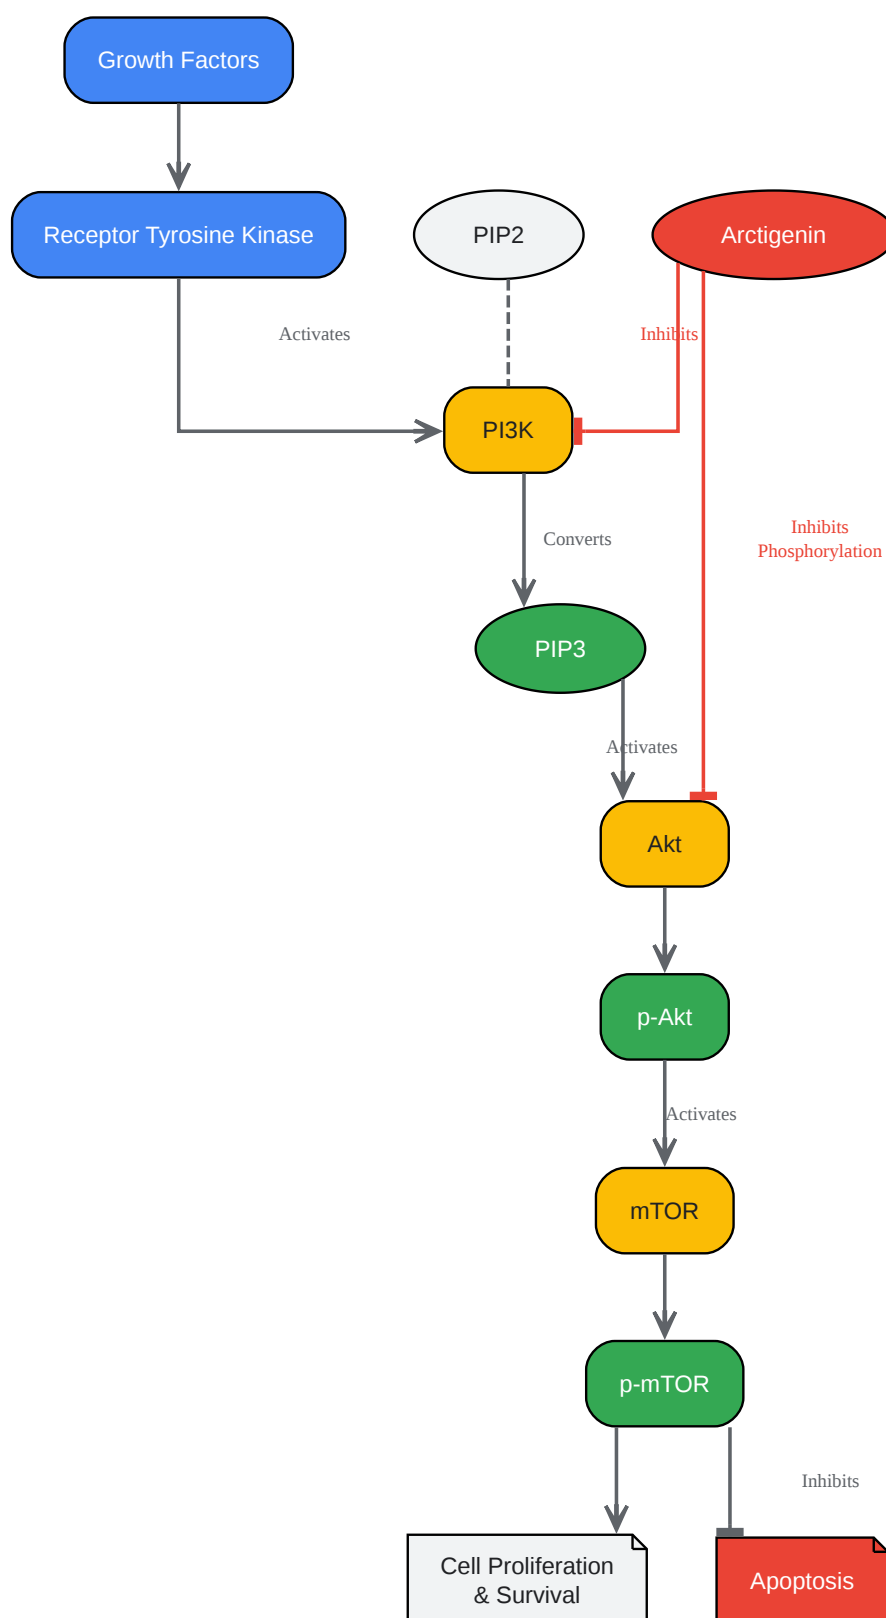 Growth Factors
Receptor Tyrosine Kinase
PIP2
Arctigenin
Activates
Inhibits
PI3K
Inhibits
Phosphorylation
Converts
PIP3
Activates
Akt
p-Akt
Activates
mTOR
p-mTOR
Inhibits
Cell Proliferation
& Survival
Apoptosis